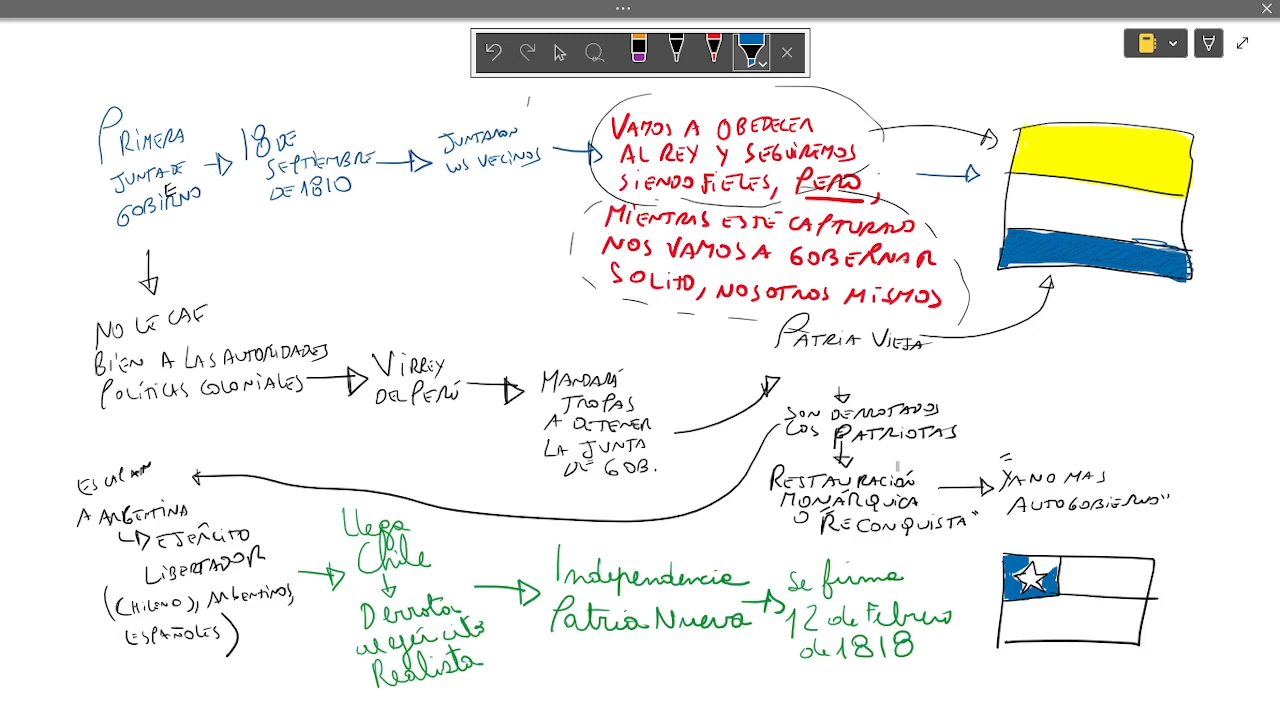 PRIMERA
JUNTA DE
GOBIERNO
18 DE
SEPTIEMBRE
DE 1810
JUNTARON
LOS VECINOS
VAMOS A OBEDECER
AL REY Y SEGUIREMOS
SIENDO FIELES, PERO,
MIENTRAS ESTÉ CAPTURADO
NOS VAMOS A GOBERNAR
SOLITO, NOSOTROS MISMOS
PATRIA VIEJA
NO LE CAE
BIEN A LAS AUTORIDADES
POLÍTICAS COLONIALES
VIRREY
DEL PERÚ
MANDARÁ
TROPAS
A DETENER
LA JUNTA
DE GOB.
SON DERROTADOS
LOS PATRIOTAS
RESTAURACIÓN
MONÁRQUICA
O "RECONQUISTA"
"YA NO MAS
AUTOGOBIERNO"
ESCAPAN
A ARGENTINA
EJÉRCITO
LIBERTADOR
(CHILENO, ARGENTINOS,
ESPAÑOLES)
Llega
Chile
Derrota
al ejército
Realista
Independencia
Patria Nueva
Se firma
12 de Febrero
de 1818